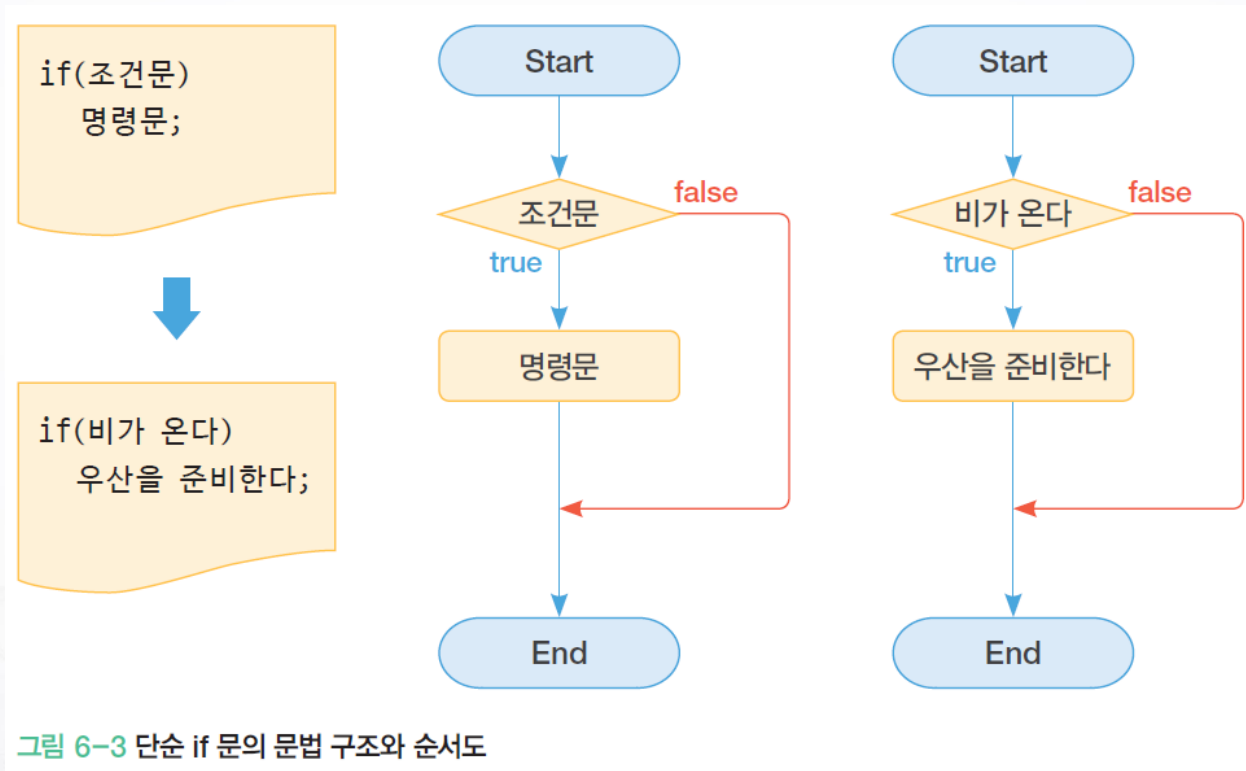 if(조건문)
명령문;
if(비가 온다)
우산을 준비한다;
Start
조건문
false
true
명령문
End
Start
비가 온다
false
true
우산을 준비한다
End
그림 6-3 단순 if 문의 문법 구조와 순서도